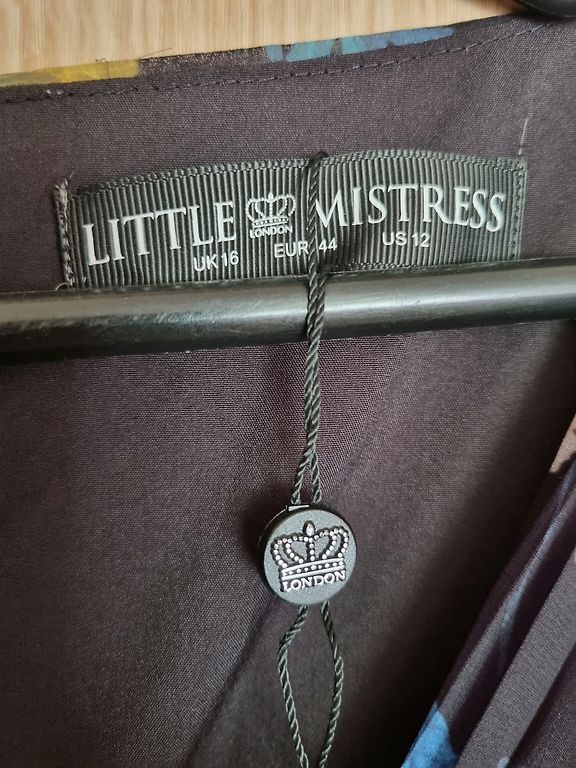 LITTLE LONDON MISTRESS
UK 16 EUR 44 US 12
LONDON